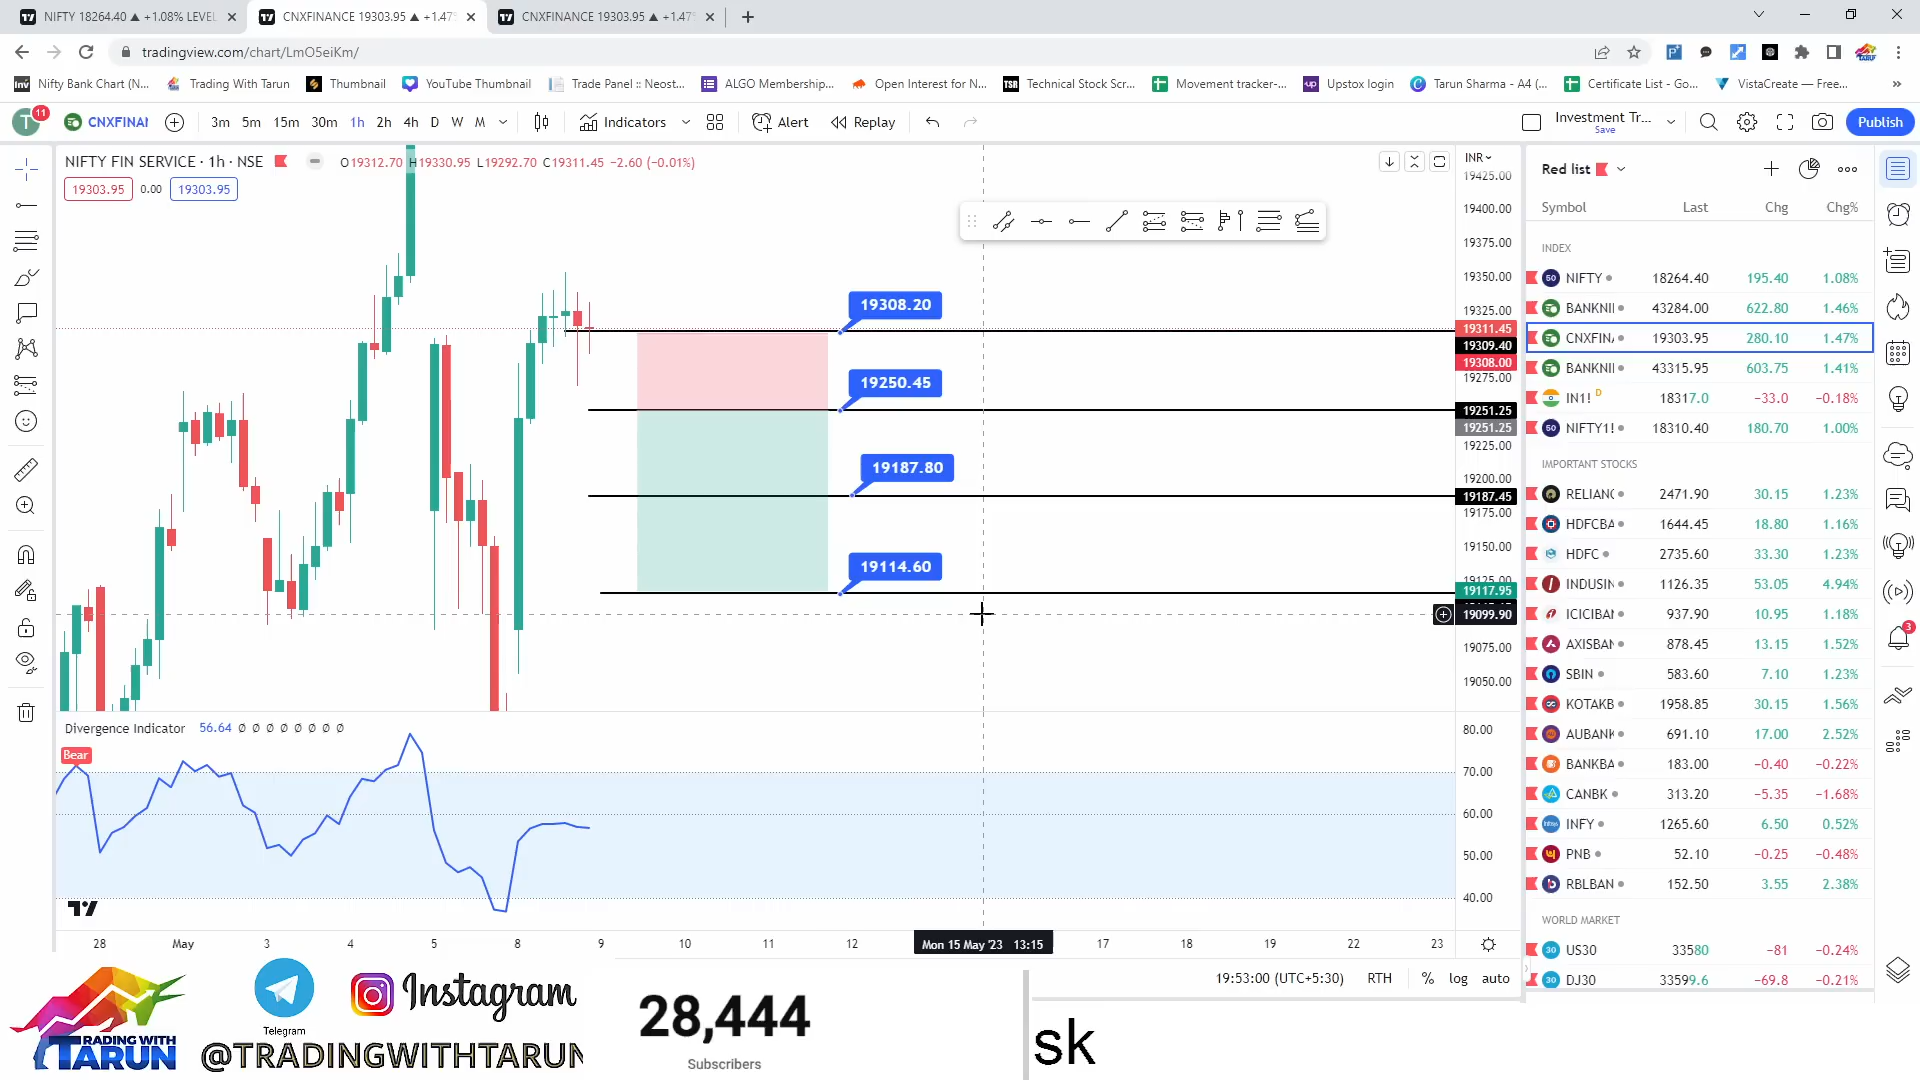 NIFTY 18264.40 ▲ +1.08% LEVEL
CNXFINANCE 19303.95 ▲ +1.47%
CNXFINANCE 19303.95 ▲ +1.47%
tradingview.com/chart/LmO5eiKm/
Nifty Bank Chart (N...
Trading With Tarun
Thumbnail
YouTube Thumbnail
Trade Panel :: Neost...
ALGO Membership...
Open Interest for N...
Technical Stock Scr...
Movement tracker-...
Upstox login
Tarun Sharma - A4 (...
Certificate List - Go...
VistaCreate — Free...
T 11 CNXFINAI 3m 5m 15m 30m 1h 2h 4h D W M Indicators Alert Replay Investment Tr... Save Publish
NIFTY FIN SERVICE · 1h · NSE O19312.70 H19330.95 L19292.70 C19311.45 −2.60 (−0.01%)
19303.95 0.00 19303.95
INR
19425.00
19400.00
19375.00
19350.00
19325.00
19311.45
19309.40
19308.00
19275.00
19251.25
19251.25
19225.00
19200.00
19187.45
19175.00
19150.00
19125.00
19117.95
19099.90
19075.00
19050.00
19308.20
19250.45
19187.80
19114.60
Divergence Indicator 56.64 Ø Ø Ø Ø Ø Ø Ø Ø
Bear
80.00
70.00
60.00
50.00
40.00
28 May 3 4 5 8 9 10 11 12 Mon 15 May '23 13:15 17 18 19 22 23
19:53:00 (UTC+5:30) RTH % log auto
Red list
Symbol Last Chg Chg%
INDEX
50 NIFTY 18264.40 195.40 1.08%
BANKNII 43284.00 622.80 1.46%
CNXFIN 19303.95 280.10 1.47%
BANKNII 43315.95 603.75 1.41%
IN1! D 18317.0 −33.0 −0.18%
50 NIFTY1! 18310.40 180.70 1.00%
IMPORTANT STOCKS
RELIANC 2471.90 30.15 1.23%
HDFCBA 1644.45 18.80 1.16%
HDFC 2735.60 33.30 1.23%
INDUSIN 1126.35 53.05 4.94%
ICICIBAI 937.90 10.95 1.18%
AXISBAN 878.45 13.15 1.52%
SBIN 583.60 7.10 1.23%
KOTAKB 1958.85 30.15 1.56%
AUBANK 691.10 17.00 2.52%
BANKBA 183.00 −0.40 −0.22%
CANBK 313.20 −5.35 −1.68%
INFY 1265.60 6.50 0.52%
PNB 52.10 −0.25 −0.48%
RBLBAN 152.50 3.55 2.38%
WORLD MARKET
30 US30 33580 −81 −0.24%
30 DJ30 33599.6 −69.8 −0.21%
3
TRADING WITH
TARUN
Telegram
Instagram
@TRADINGWITHTARUN
28,444
Subscribers
sk